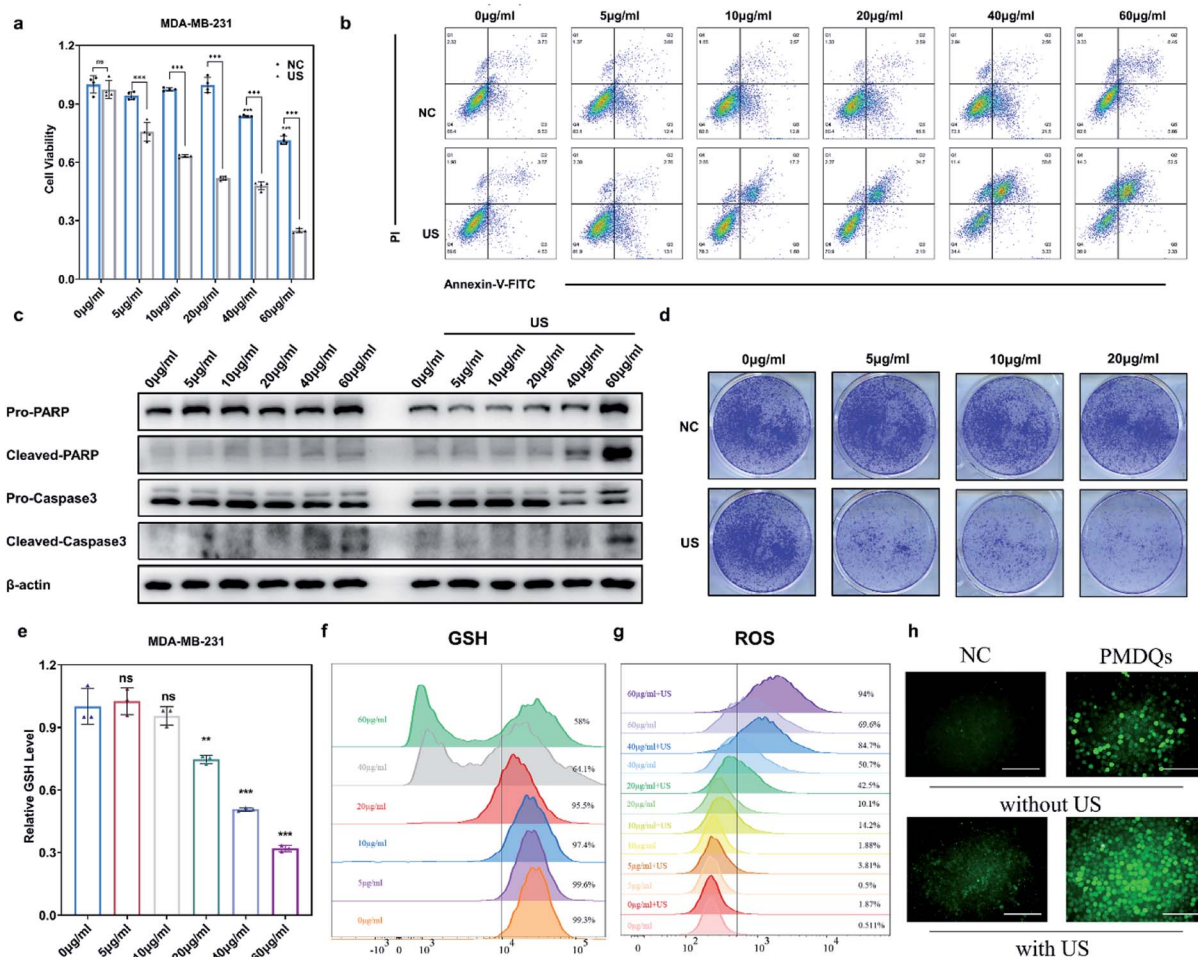 a
MDA-MB-231
1.2
0.9
0.6
0.3
0.0
Cell Viability
ns
***
***
***
***
***
***
***
NC
US
0μg/ml
5μg/ml
10μg/ml
20μg/ml
40μg/ml
60μg/ml
b
0μg/ml 5μg/ml 10μg/ml 20μg/ml 40μg/ml 60μg/ml
NC
US
PI
Annexin-V-FITC
c
US
0μg/ml 5μg/ml 10μg/ml 20μg/ml 40μg/ml 60μg/ml 0μg/ml 5μg/ml 10μg/ml 20μg/ml 40μg/ml 60μg/ml
Pro-PARP
Cleaved-PARP
Pro-Caspase3
Cleaved-Caspase3
β-actin
d
0μg/ml 5μg/ml 10μg/ml 20μg/ml
NC
US
e
MDA-MB-231
1.2
0.9
0.6
0.3
0.0
Relative GSH Level
ns
ns
**
***
***
0μg/ml
5μg/ml
10μg/ml
20μg/ml
40μg/ml
60μg/ml
f
GSH
60μg/ml 58%
40μg/ml 64.1%
20μg/ml 95.5%
10μg/ml 97.4%
5μg/ml 99.6%
0μg/ml 99.3%
-10³ 0 10³ 10⁴ 10⁵
g
ROS
60μg/ml+US 94%
60μg/ml 69.6%
40μg/ml+US 84.7%
40μg/ml 50.7%
20μg/ml+US 42.5%
20μg/ml 10.1%
10μg/ml+US 14.2%
10μg/ml 1.88%
5μg/ml+US 3.81%
5μg/ml 0.5%
0μg/ml+US 1.87%
0μg/ml 0.511%
0 10² 10³ 10⁴
h
NC PMDQs
without US
with US